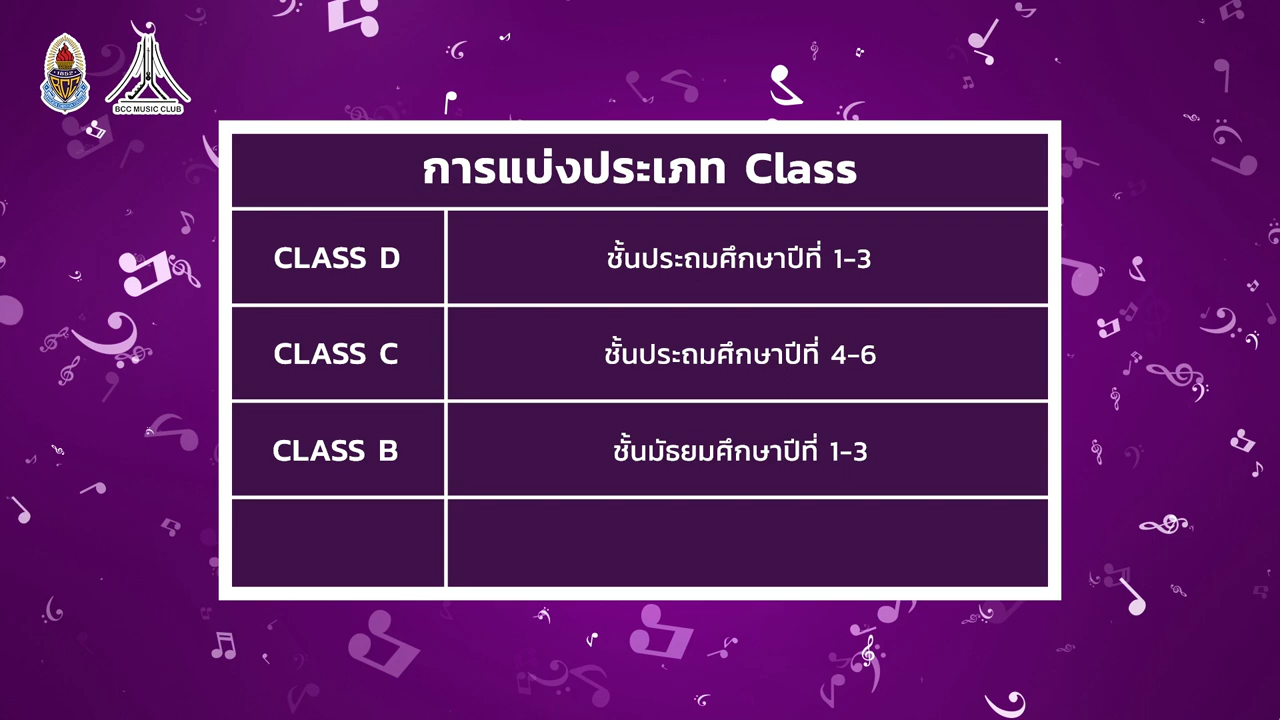 1852
BCC
BCC MUSIC CLUB
การแบ่งประเภท Class
CLASS D
ชั้นประถมศึกษาปีที่ 1-3
CLASS C
ชั้นประถมศึกษาปีที่ 4-6
CLASS B
ชั้นมัธยมศึกษาปีที่ 1-3